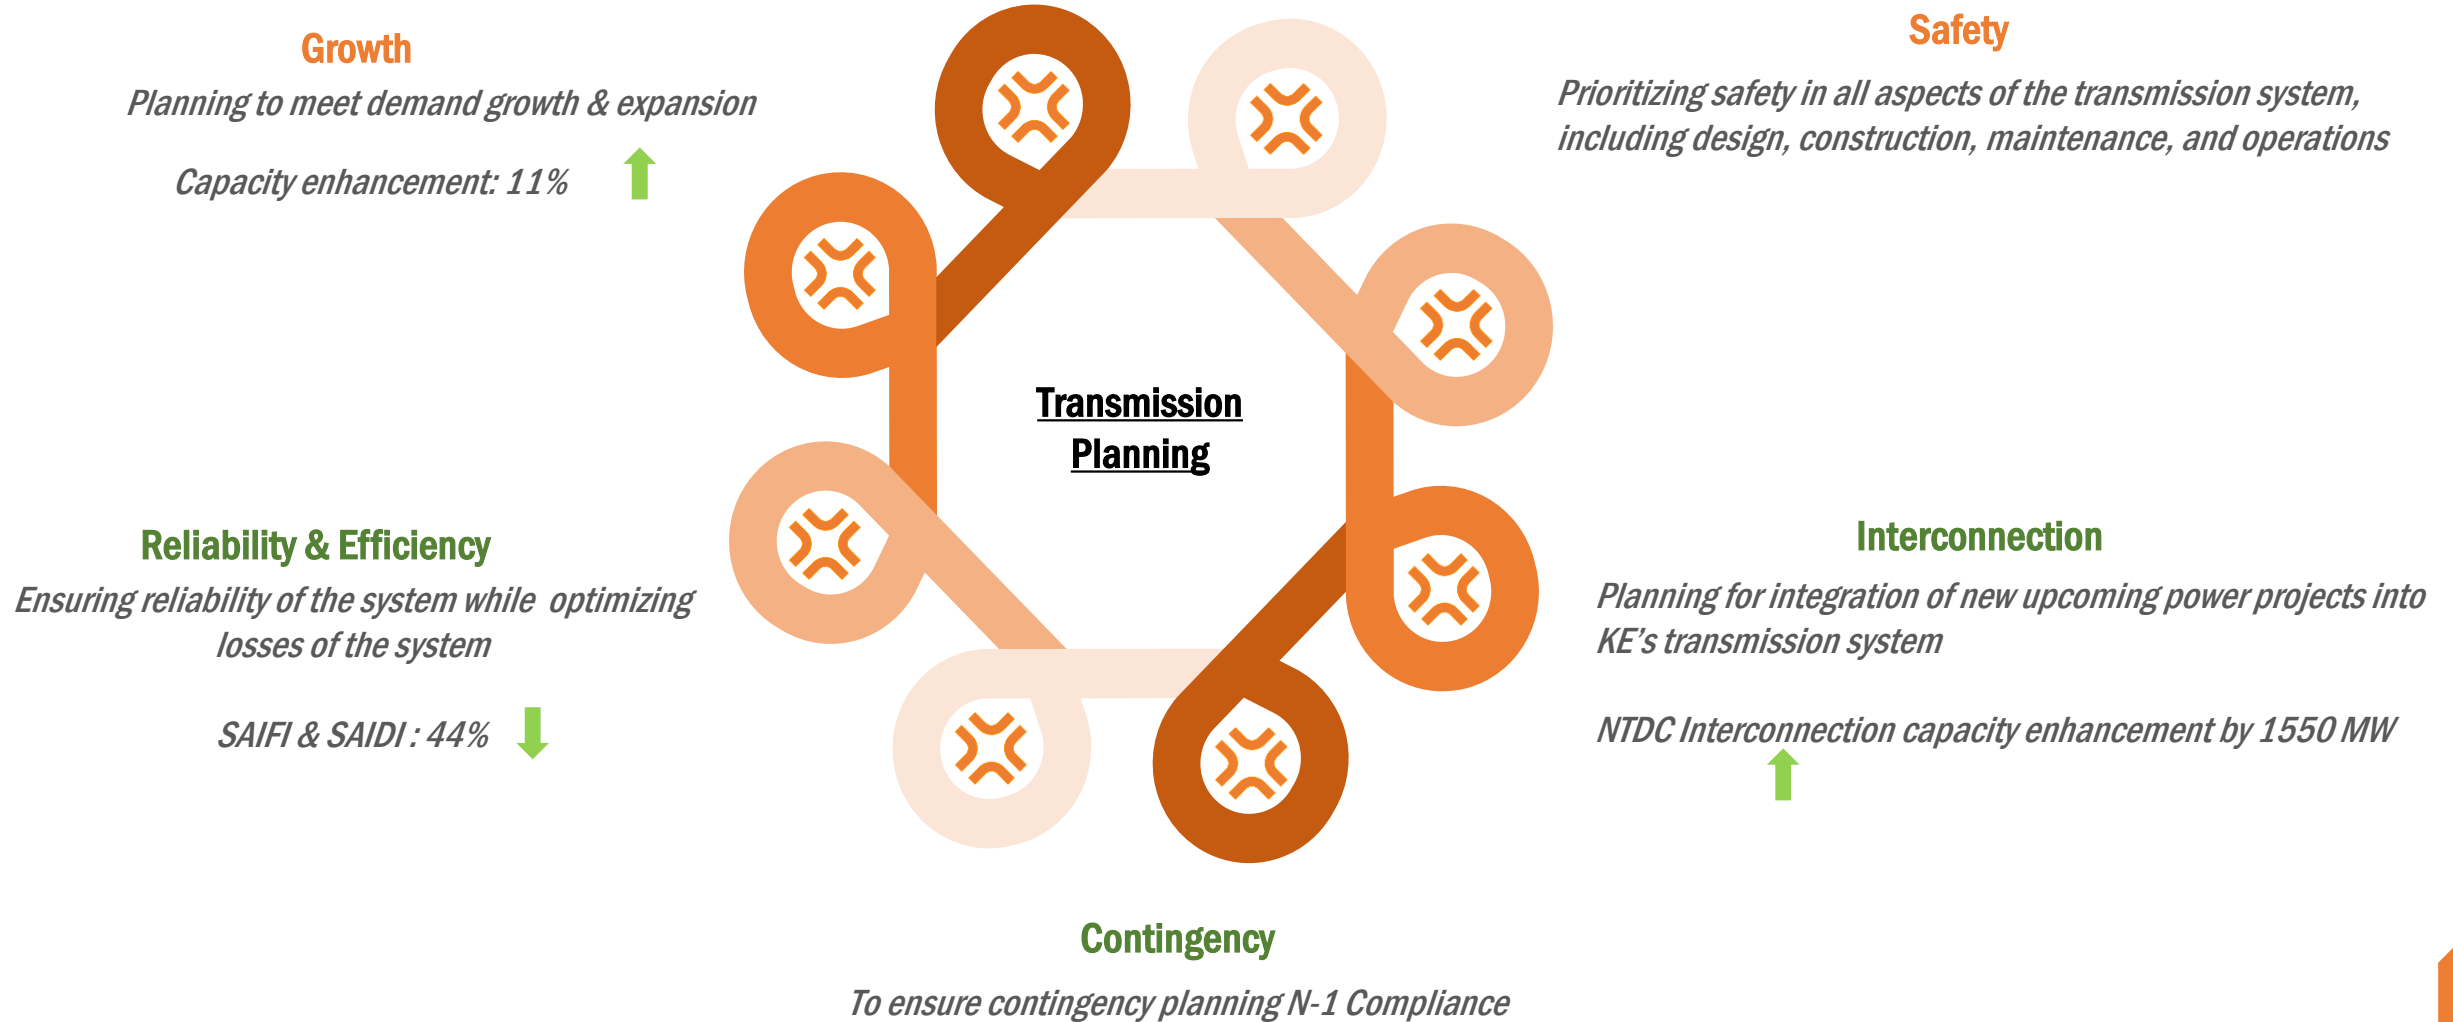 Growth
Planning to meet demand growth & expansion
Capacity enhancement: 11%
Safety
Prioritizing safety in all aspects of the transmission system,
including design, construction, maintenance, and operations
Transmission
Planning
Reliability & Efficiency
Ensuring reliability of the system while optimizing
losses of the system
SAIFI & SAIDI : 44%
Interconnection
Planning for integration of new upcoming power projects into
KE’s transmission system
NTDC Interconnection capacity enhancement by 1550 MW
Contingency
To ensure contingency planning N-1 Compliance